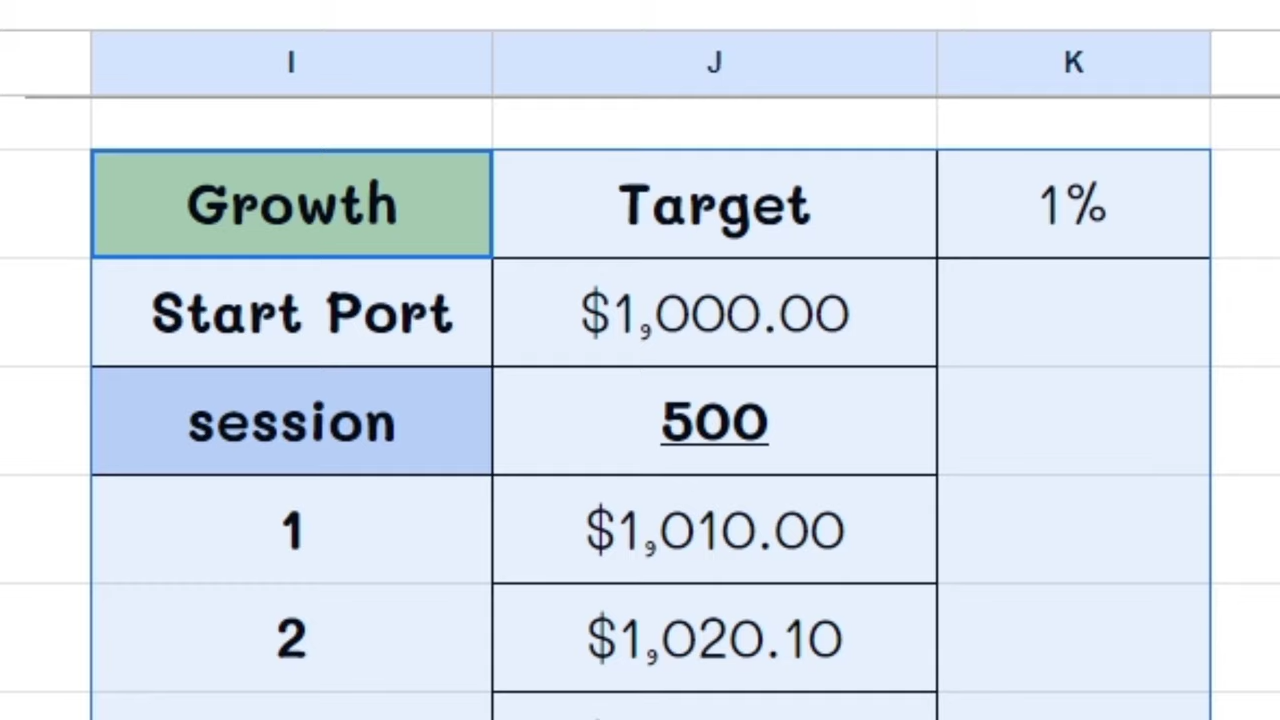 I J K
Growth Target 1%
Start Port $1,000.00
session 500
1 $1,010.00
2 $1,020.10